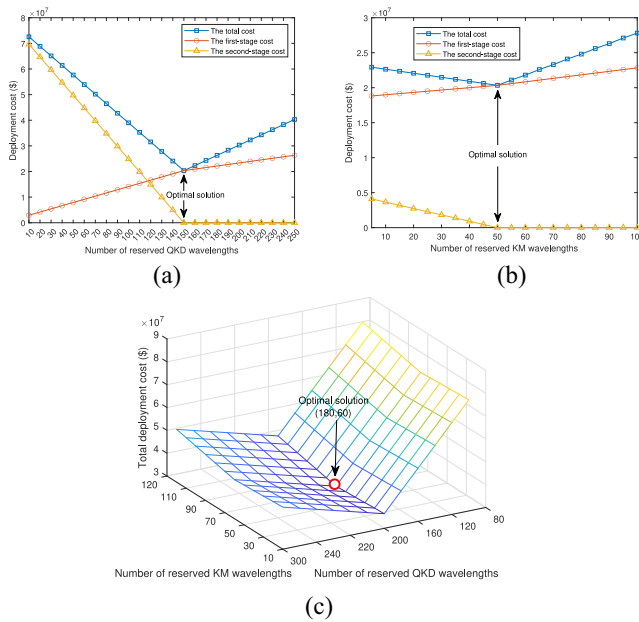 ×10⁷
8
7
6
5
4
3
2
1
0
Deployment cost ($)
The total cost
The first-stage cost
The second-stage cost
Optimal solution
10 20 30 40 50 60 70 80 90 100 110 120 130 140 150 160 170 180 190 200 210 220 230 240 250
Number of reserved QKD wavelengths
(a)
×10⁷
3
2.5
2
1.5
1
0.5
0
Deployment cost ($)
The total cost
The first-stage cost
The second-stage cost
Optimal solution
10 20 30 40 50 60 70 80 90 100
Number of reserved KM wavelengths
(b)
×10⁷
9
8
7
6
5
4
3
Total deployment cost ($)
Optimal solution
(180,60)
120
110
90
70
50
30
10
Number of reserved KM wavelengths
300 240 220 200 160 120 80
Number of reserved QKD wavelengths
(c)